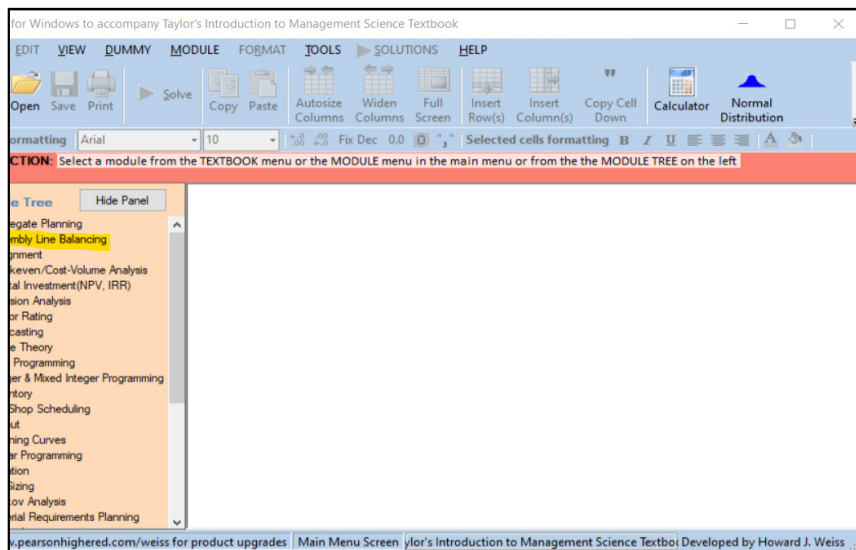 for Windows to accompany Taylor's Introduction to Management Science Textbook
EDIT VIEW DUMMY MODULE FORMAT TOOLS SOLUTIONS HELP
Open Save Print Solve Copy Paste Autosize Columns Widen Columns Full Screen Insert Row(s) Insert Column(s) Copy Cell Down Calculator Normal Distribution
ormatting Arial 10 Fix Dec 0.0 0 "," Selected cells formatting B I U A
CTION: Select a module from the TEXTBOOK menu or the MODULE menu in the main menu or from the the MODULE TREE on the left
e Tree Hide Panel
egate Planning
mbly Line Balancing
gnment
keven/Cost-Volume Analysis
tal Investment(NPV, IRR)
sion Analysis
or Rating
casting
e Theory
Programming
ger & Mixed Integer Programming
ntory
Shop Scheduling
ut
ning Curves
ar Programming
ation
Sizing
kov Analysis
erial Requirements Planning
w.pearsonhighered.com/weiss for product upgrades Main Menu Screen ylor's Introduction to Management Science Textbo Developed by Howard J. Weiss